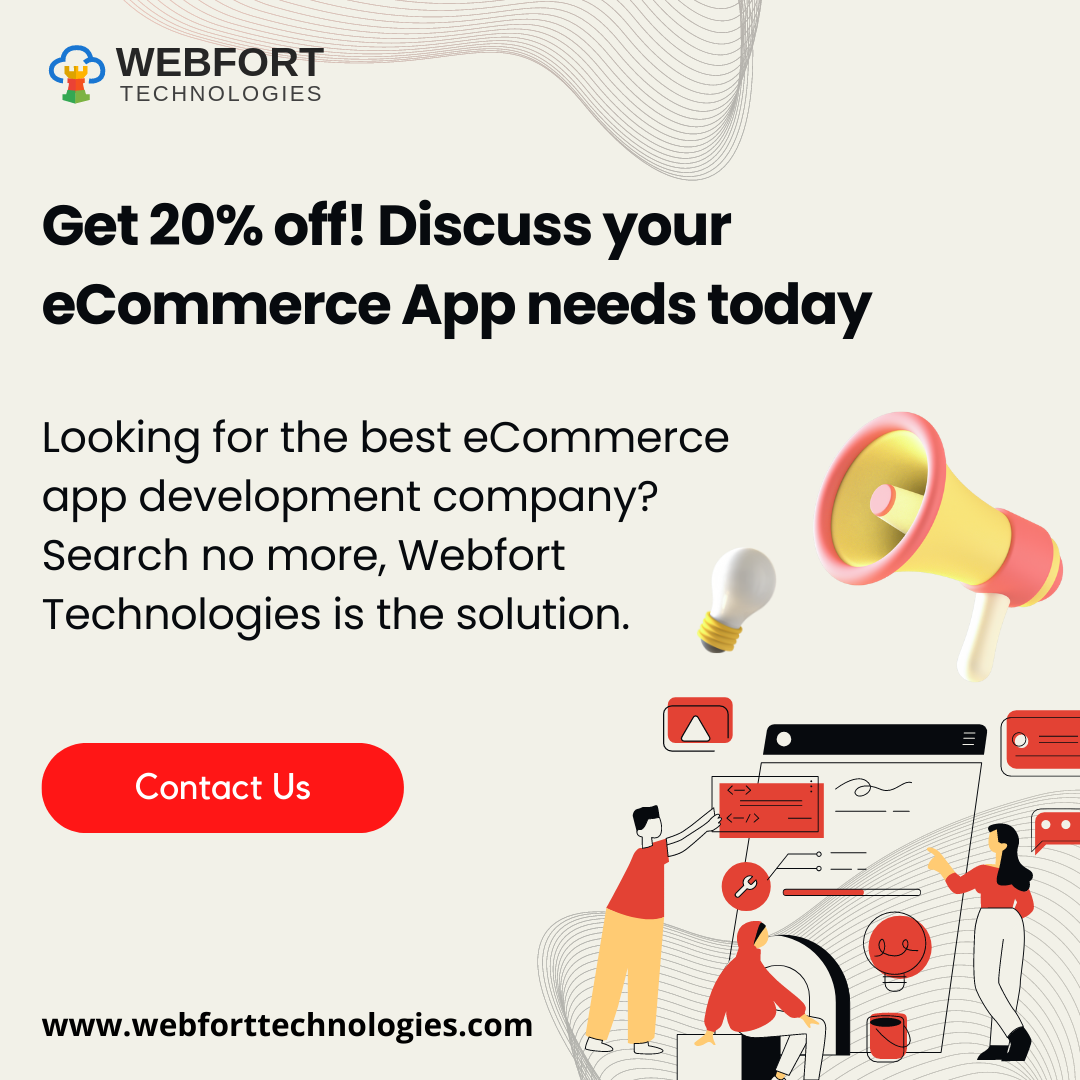 WEBFORT
TECHNOLOGIES
Get 20% off! Discuss your
eCommerce App needs today
Looking for the best eCommerce
app development company?
Search no more, Webfort
Technologies is the solution.
Contact Us
www.webforttechnologies.com